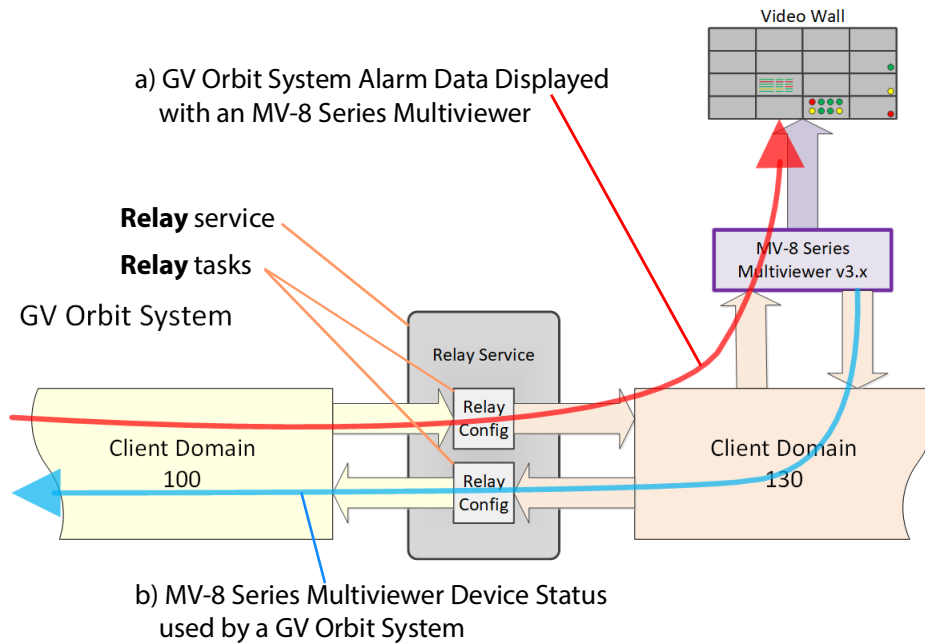 Video Wall
a) GV Orbit System Alarm Data Displayed
with an MV-8 Series Multiviewer
Relay service
Relay tasks
MV-8 Series
Multiviewer v3.x
GV Orbit System
Relay Service
Relay
Config
Client Domain
100
Client Domain
130
Relay
Config
b) MV-8 Series Multiviewer Device Status
used by a GV Orbit System